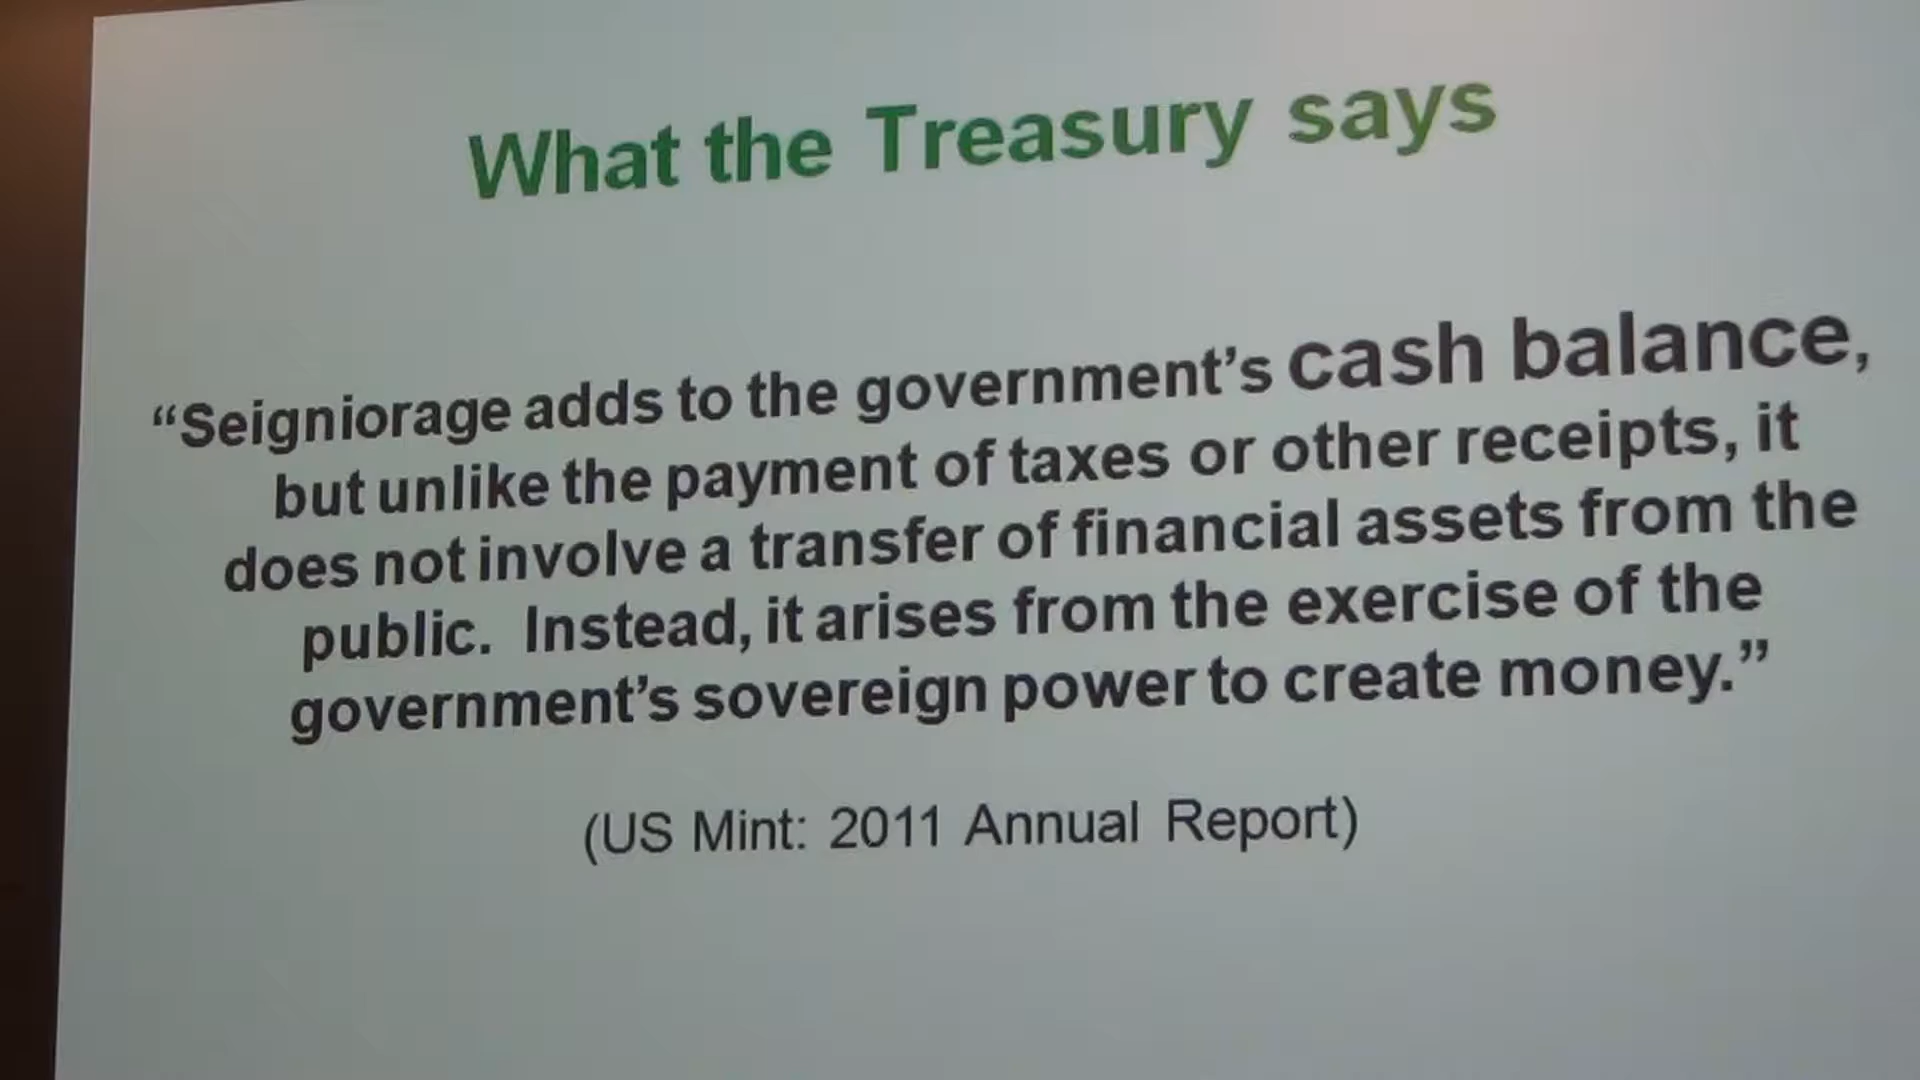 What the Treasury says
“Seigniorage adds to the government’s cash balance,
but unlike the payment of taxes or other receipts, it
does not involve a transfer of financial assets from the
public.  Instead, it arises from the exercise of the
government’s sovereign power to create money.”
(US Mint: 2011 Annual Report)